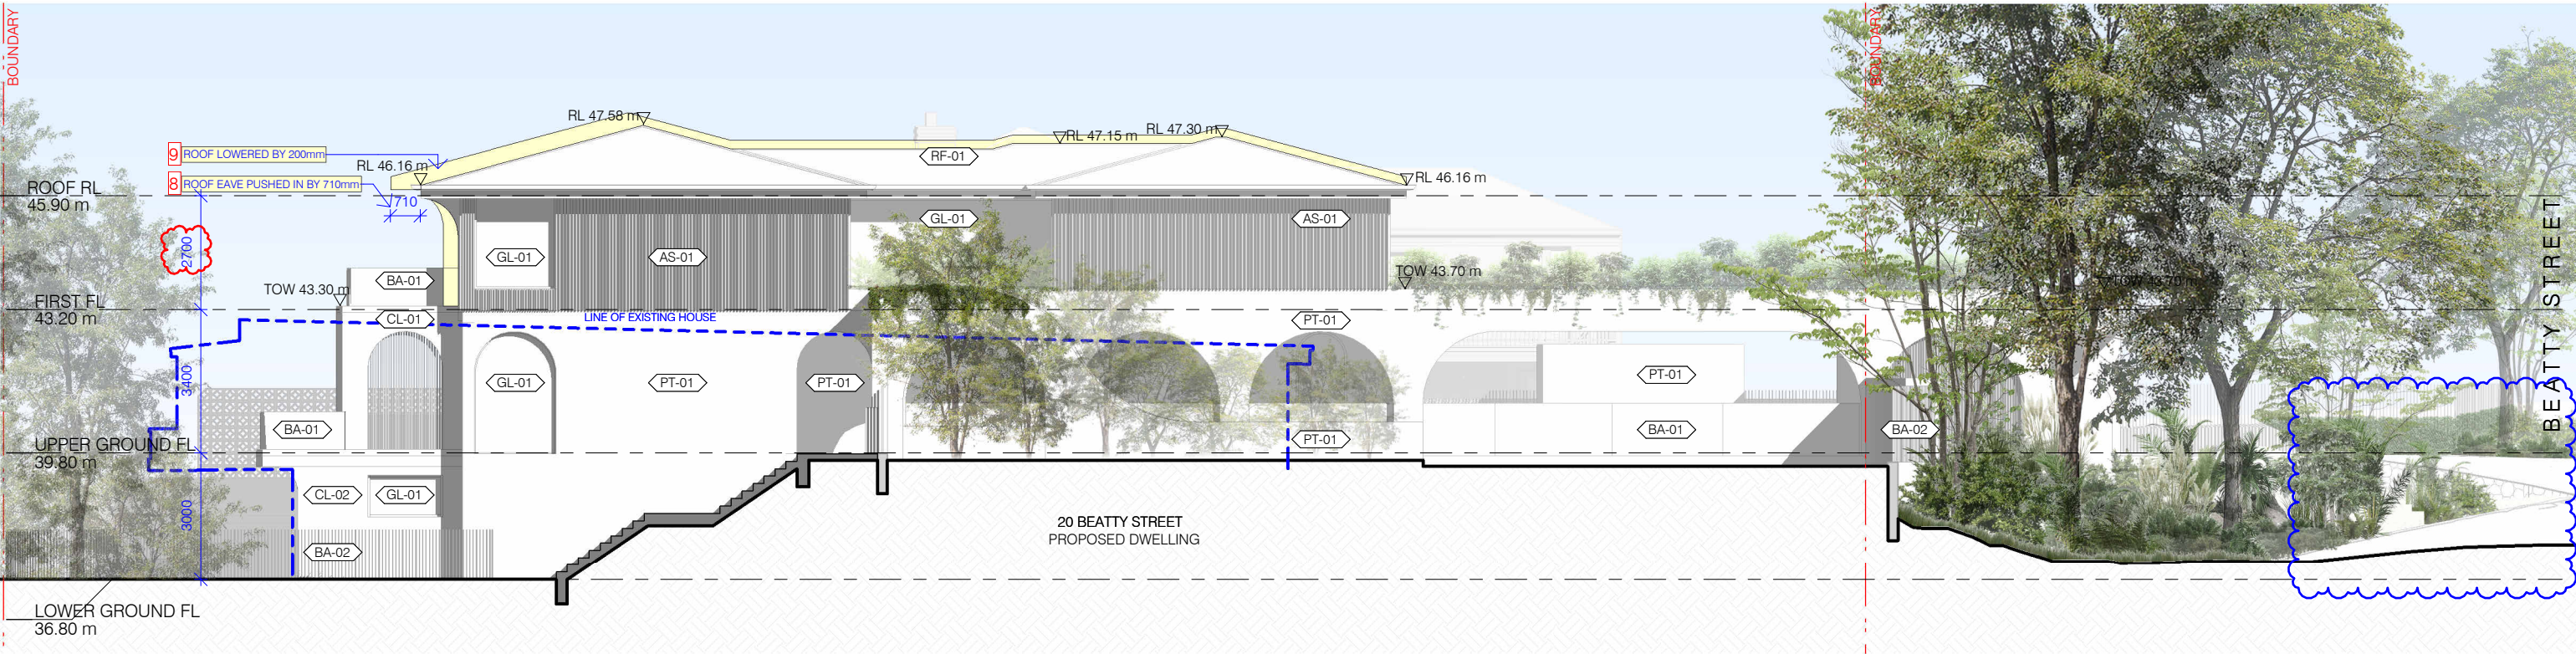 BOUNDARY
BOUNDARY
RL 47.58 m
RL 47.15 m
RL 47.30 m
9 ROOF LOWERED BY 200mm
RF-01
RL 46.16 m
8 ROOF EAVE PUSHED IN BY 710mm
RL 46.16 m
ROOF RL
45.90 m
710
GL-01
AS-01
2700
GL-01
AS-01
BA-01
TOW 43.70 m
TOW 43.70 m
TOW 43.30 m
FIRST FL
43.20 m
CL-01
LINE OF EXISTING HOUSE
PT-01
3400
GL-01
PT-01
PT-01
PT-01
BA-01
PT-01
BA-01
BA-02
UPPER GROUND FL
39.80 m
BEATTY STREET
CL-02
GL-01
3000
20 BEATTY STREET
PROPOSED DWELLING
BA-02
LOWER GROUND FL
36.80 m